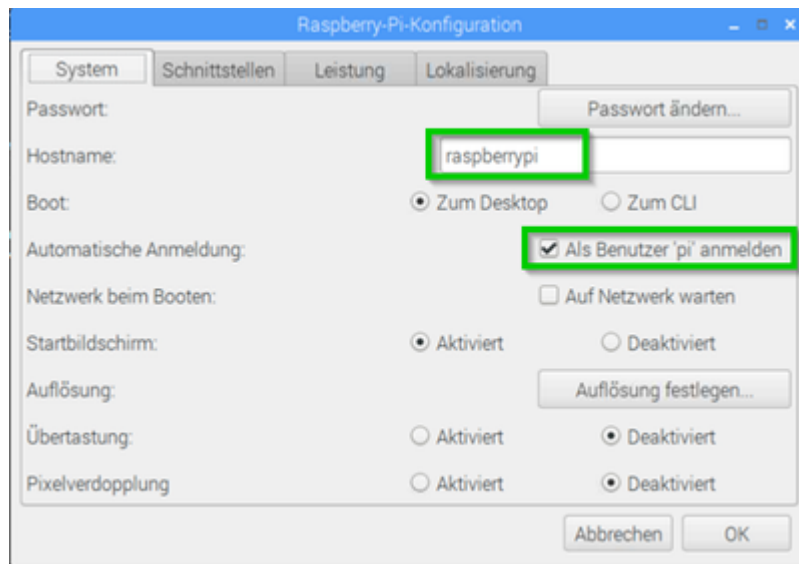 Raspberry-Pi-Konfiguration
System Schnittstellen Leistung Lokalisierung
Passwort: Passwort ändern...
Hostname: raspberrypi
Boot: Zum Desktop Zum CLI
Automatische Anmeldung: Als Benutzer 'pi' anmelden
Netzwerk beim Booten: Auf Netzwerk warten
Startbildschirm: Aktiviert Deaktiviert
Auflösung: Auflösung festlegen...
Übertastung: Aktiviert Deaktiviert
Pixelverdopplung Aktiviert Deaktiviert
Abbrechen OK